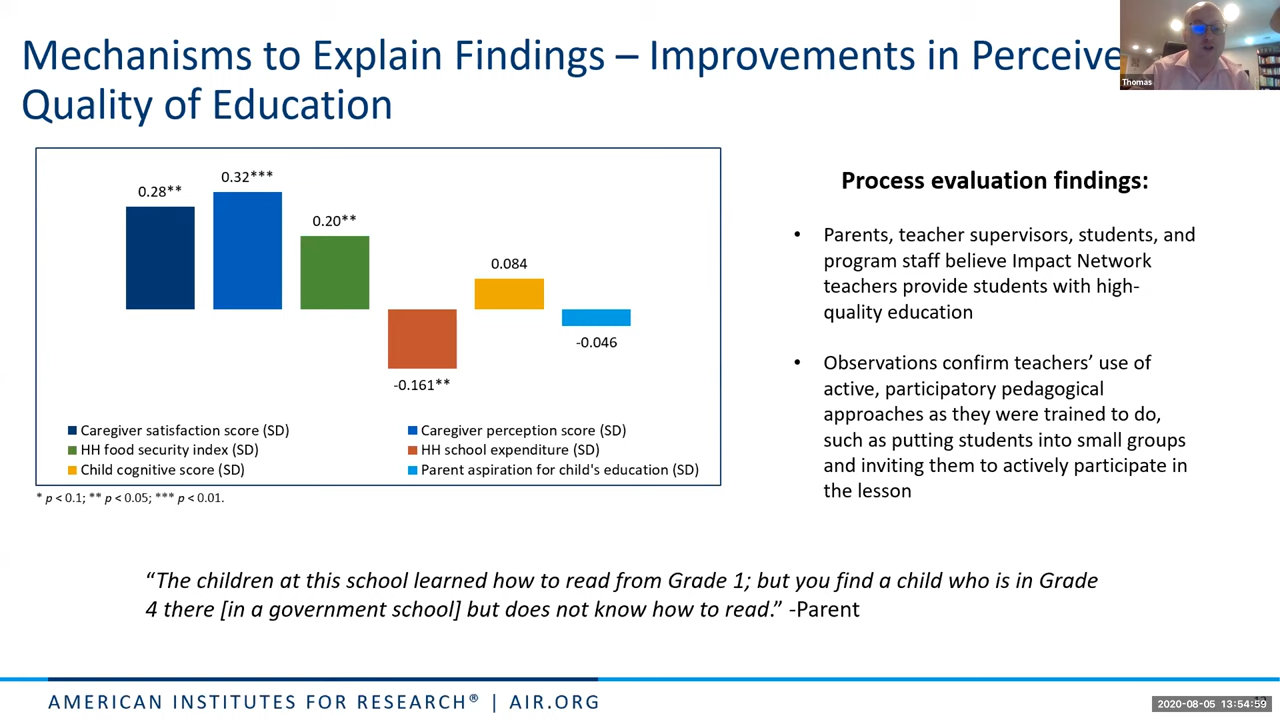 Mechanisms to Explain Findings – Improvements in Perceive
Quality of Education
Thomas
0.28**
0.32***
0.20**
-0.161**
0.084
-0.046
Caregiver satisfaction score (SD)
Caregiver perception score (SD)
HH food security index (SD)
HH school expenditure (SD)
Child cognitive score (SD)
Parent aspiration for child's education (SD)
* p < 0.1; ** p < 0.05; *** p < 0.01.
Process evaluation findings:
• Parents, teacher supervisors, students, and
program staff believe Impact Network
teachers provide students with high-
quality education
• Observations confirm teachers’ use of
active, participatory pedagogical
approaches as they were trained to do,
such as putting students into small groups
and inviting them to actively participate in
the lesson
“The children at this school learned how to read from Grade 1; but you find a child who is in Grade
4 there [in a government school] but does not know how to read.” -Parent
AMERICAN INSTITUTES FOR RESEARCH® | AIR.ORG
2020-08-05 13:54:59